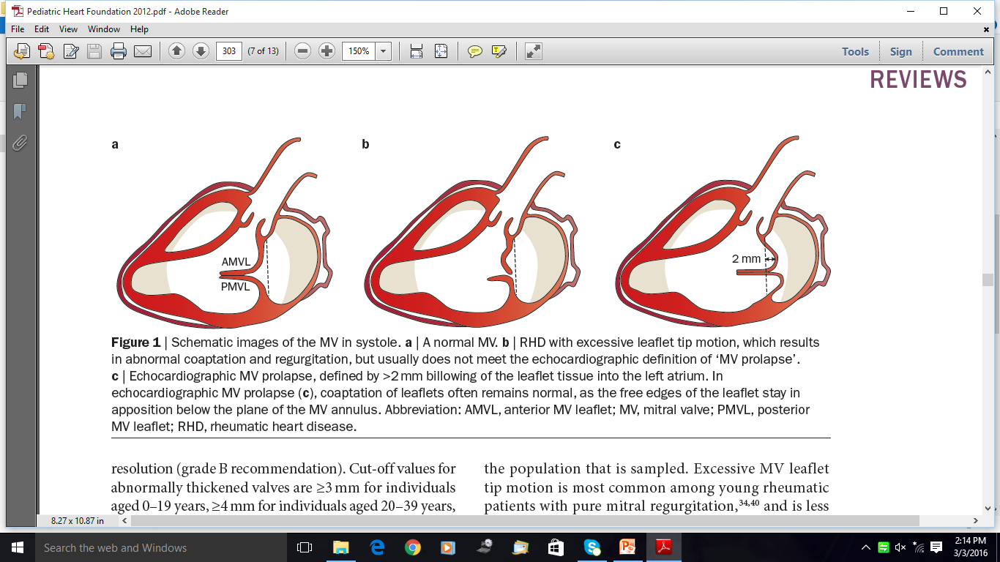 Pediatric Heart Foundation 2012.pdf - Adobe Reader
File Edit View Window Help
303 (7 of 13) 150% Tools Sign Comment
REVIEWS
a b c
2 mm
AMVL
PMVL
Figure 1 | Schematic images of the MV in systole. a | A normal MV. b | RHD with excessive leaflet tip motion, which results
in abnormal coaptation and regurgitation, but usually does not meet the echocardiographic definition of ‘MV prolapse’.
c | Echocardiographic MV prolapse, defined by >2 mm billowing of the leaflet tissue into the left atrium. In
echocardiographic MV prolapse (c), coaptation of leaflets often remains normal, as the free edges of the leaflet stay in
apposition below the plane of the MV annulus. Abbreviation: AMVL, anterior MV leaflet; MV, mitral valve; PMVL, posterior
MV leaflet; RHD, rheumatic heart disease.
resolution (grade B recommendation). Cut-off values for
abnormally thickened valves are ≥3 mm for individuals
aged 0–19 years, ≥4 mm for individuals aged 20–39 years,
the population that is sampled. Excessive MV leaflet
tip motion is most common among young rheumatic
patients with pure mitral regurgitation,34,40 and is less
8.27 x 10.87 in
Search the web and Windows
2:14 PM
3/3/2016